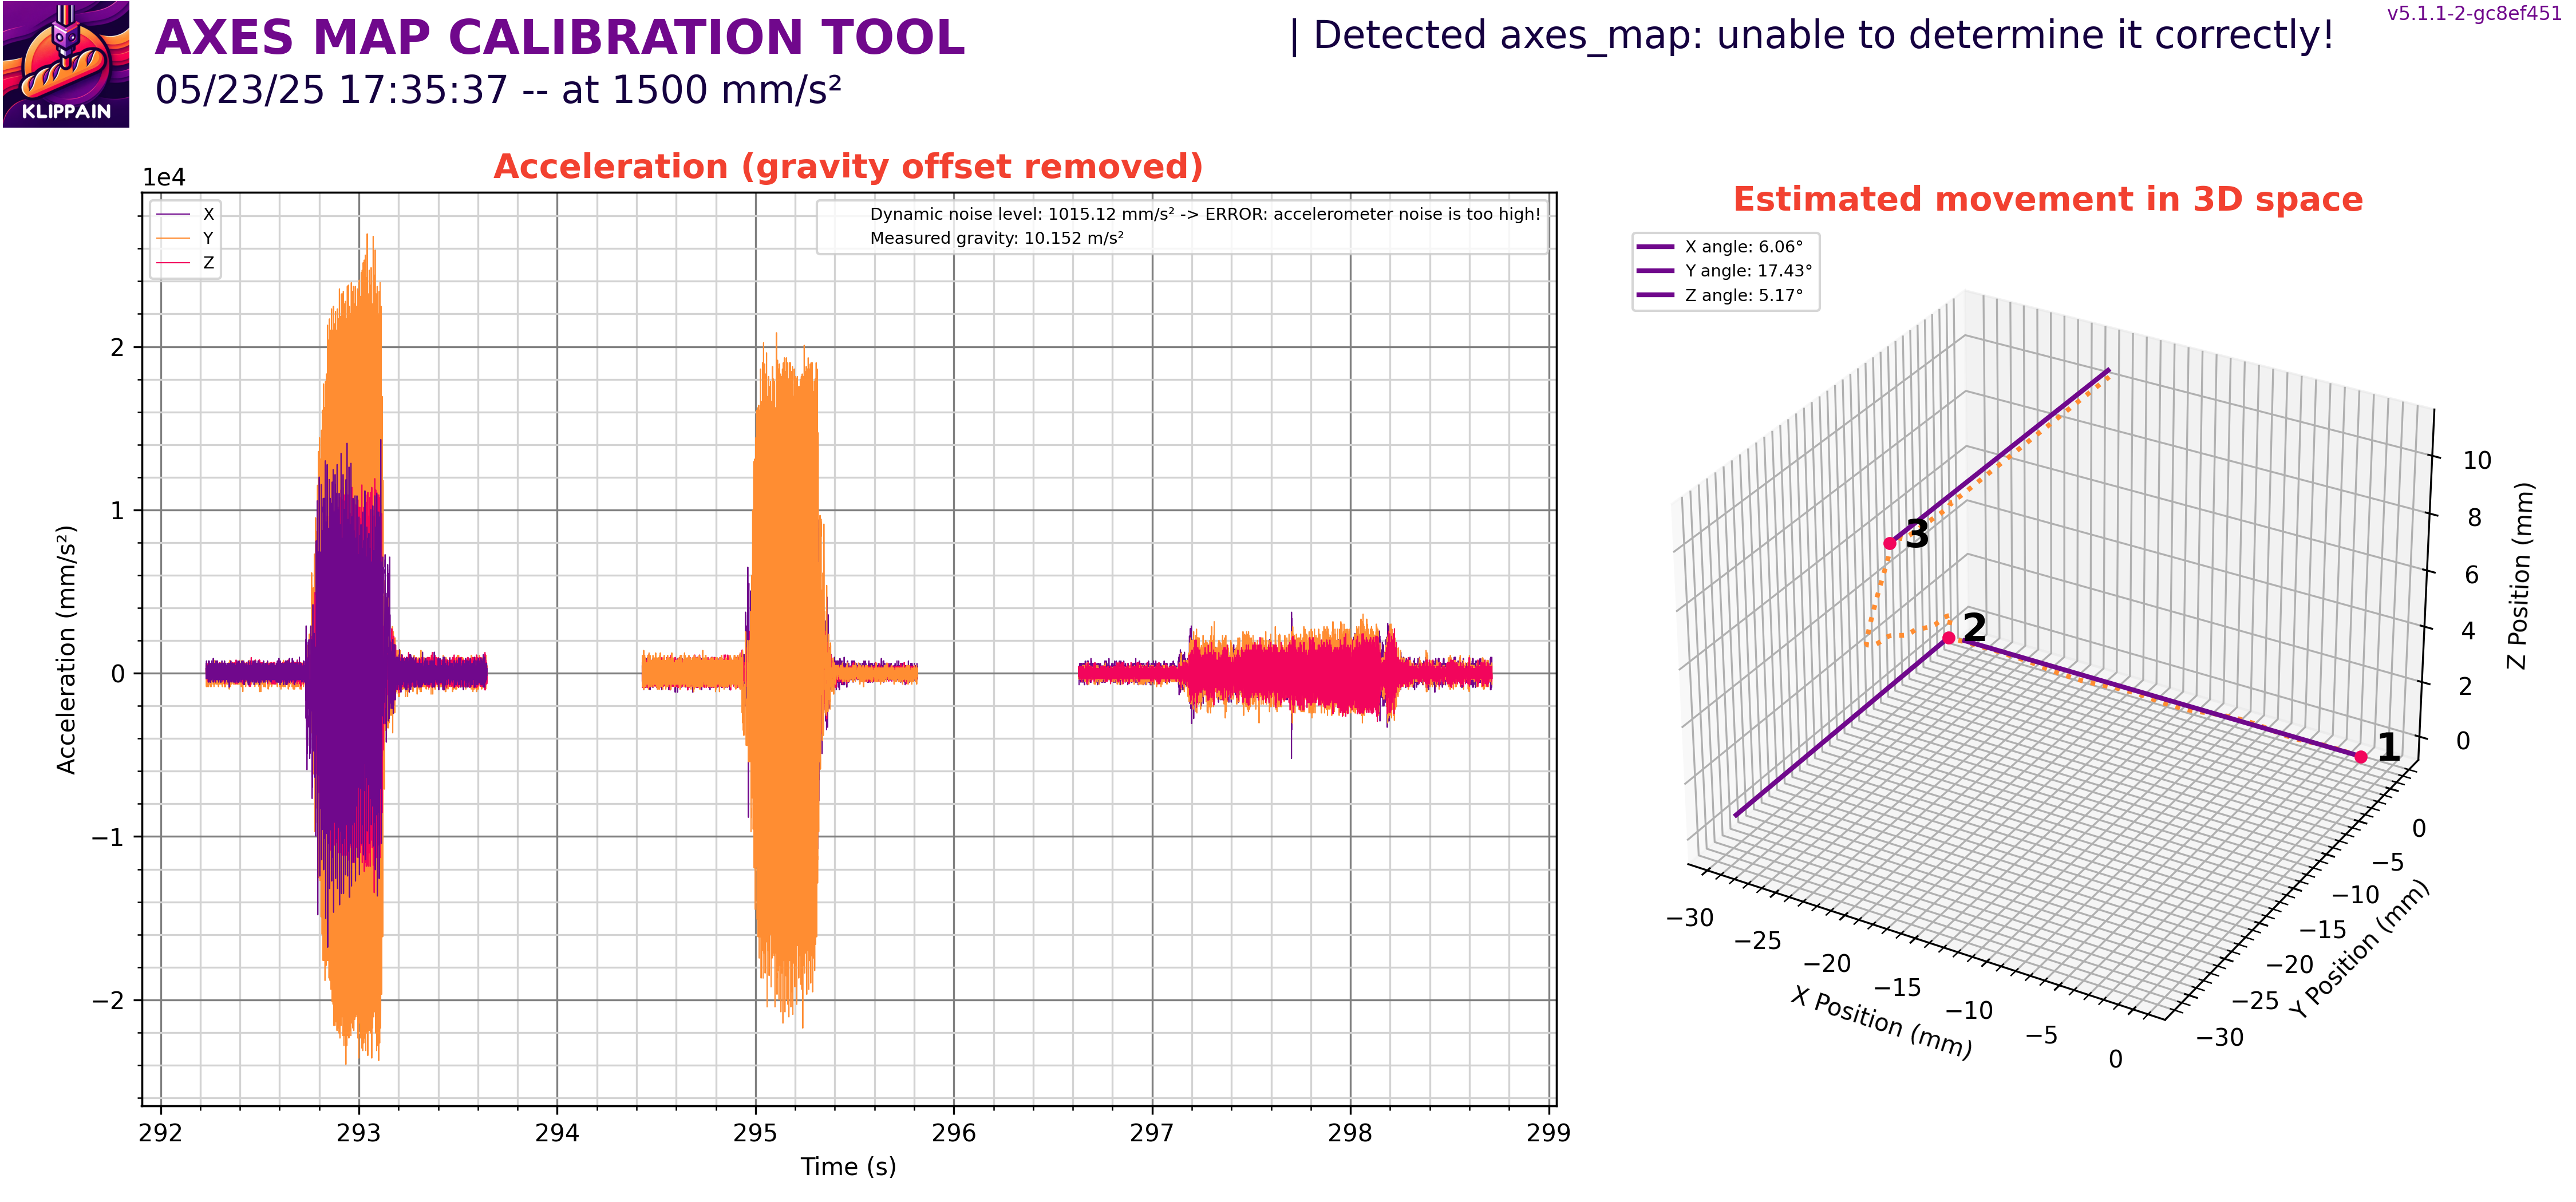 KLIPPAIN
AXES MAP CALIBRATION TOOL
05/23/25 17:35:37 -- at 1500 mm/s²
| Detected axes_map: unable to determine it correctly!
v5.1.1-2-gc8ef451
Acceleration (gravity offset removed)
1e4
X
Y
Z
Dynamic noise level: 1015.12 mm/s² -> ERROR: accelerometer noise is too high!
Measured gravity: 10.152 m/s²
2
1
0
−1
−2
Acceleration (mm/s²)
292
293
294
295
296
297
298
299
Time (s)
Estimated movement in 3D space
X angle: 6.06°
Y angle: 17.43°
Z angle: 5.17°
3
2
1
10
8
6
4
2
0
Z Position (mm)
0
−5
−10
−15
−20
−25
−30
Y Position (mm)
−30
−25
−20
−15
−10
−5
0
X Position (mm)